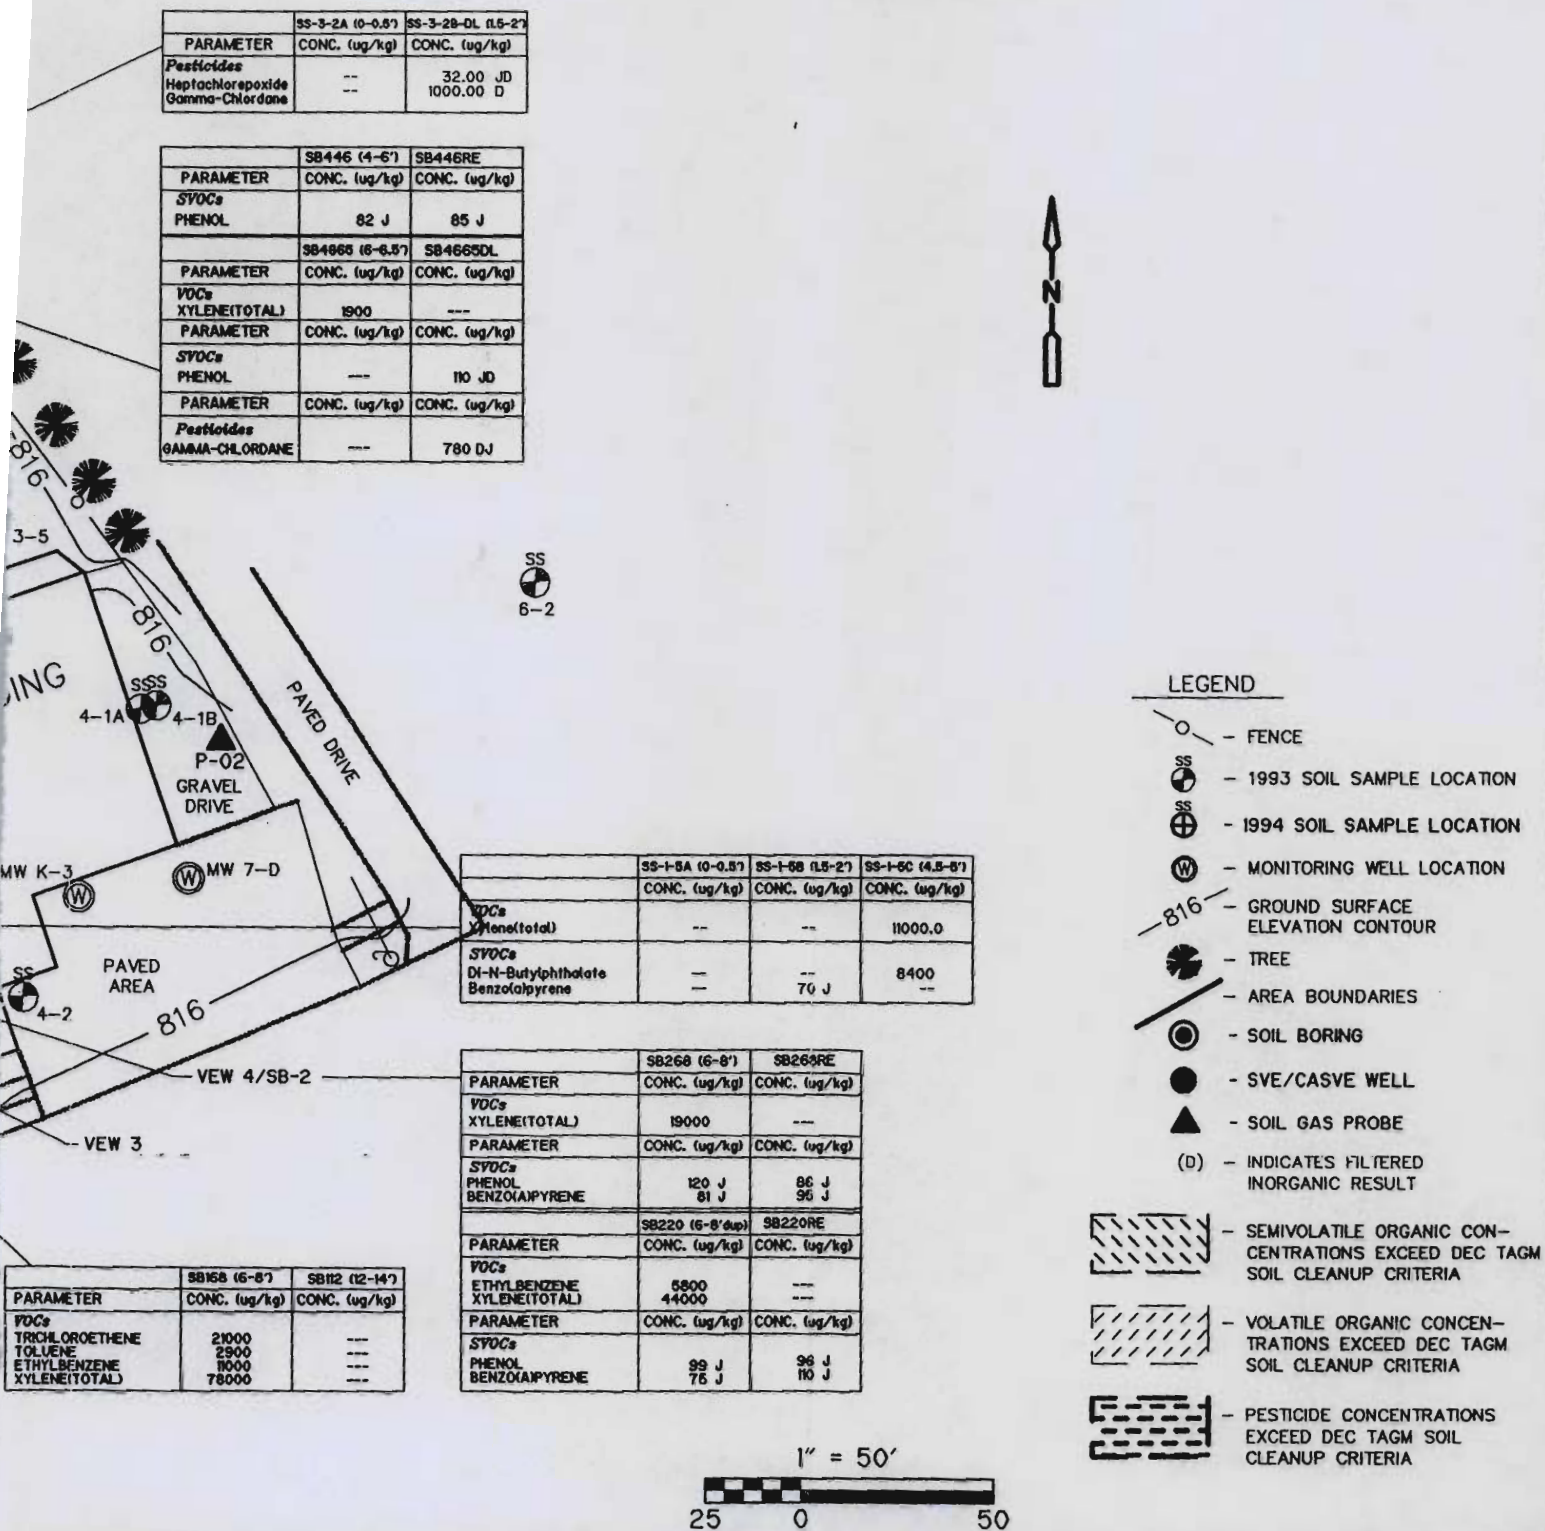 SS-3-2A (0-0.5') SS-3-2B-DL (1.5-2')
PARAMETER CONC. (ug/kg) CONC. (ug/kg)
Pesticides
Heptachlorepoxide -- 32.00 JD
Gamma-Chlordane -- 1000.00 D
SB446 (4-6') SB446RE
PARAMETER CONC. (ug/kg) CONC. (ug/kg)
SVOCs
PHENOL 82 J 85 J
SB4665 (6-6.5') SB4665DL
PARAMETER CONC. (ug/kg) CONC. (ug/kg)
VOCs
XYLENE(TOTAL) 1900 ---
PARAMETER CONC. (ug/kg) CONC. (ug/kg)
SVOCs
PHENOL --- 110 JD
PARAMETER CONC. (ug/kg) CONC. (ug/kg)
Pesticides
GAMMA-CHLORDANE --- 780 DJ
N
816
3-5
SS
6-2
816
DING
SS SS
4-1A 4-1B
P-02
GRAVEL
DRIVE
PAVED DRIVE
MW K-3
MW 7-D
SS
4-2
PAVED
AREA
816
VEW 4/SB-2
VEW 3
SS-1-5A (0-0.5') SS-1-5B (1.5-2') SS-1-5C (4.5-5')
CONC. (ug/kg) CONC. (ug/kg) CONC. (ug/kg)
VOCs
Xylene(total) -- -- 11000.0
SVOCs
Di-N-Butylphthalate -- -- 8400
Benzo(a)pyrene -- 70 J --
SB268 (6-8') SB268RE
PARAMETER CONC. (ug/kg) CONC. (ug/kg)
VOCs
XYLENE(TOTAL) 19000 ---
PARAMETER CONC. (ug/kg) CONC. (ug/kg)
SVOCs
PHENOL 120 J 86 J
BENZO(A)PYRENE 81 J 95 J
SB220 (6-8'dup) SB220RE
PARAMETER CONC. (ug/kg) CONC. (ug/kg)
VOCs
ETHYLBENZENE 5800 ---
XYLENE(TOTAL) 44000 ---
PARAMETER CONC. (ug/kg) CONC. (ug/kg)
SVOCs
PHENOL 99 J 96 J
BENZO(A)PYRENE 75 J 110 J
SB168 (6-8') SB112 (12-14')
PARAMETER CONC. (ug/kg) CONC. (ug/kg)
VOCs
TRICHLOROETHENE 21000 ---
TOLUENE 2900 ---
ETHYLBENZENE 11000 ---
XYLENE(TOTAL) 78000 ---
LEGEND
- FENCE
SS
- 1993 SOIL SAMPLE LOCATION
SS
- 1994 SOIL SAMPLE LOCATION
W - MONITORING WELL LOCATION
816 - GROUND SURFACE
ELEVATION CONTOUR
- TREE
- AREA BOUNDARIES
- SOIL BORING
- SVE/CASVE WELL
- SOIL GAS PROBE
(D) - INDICATES FILTERED
INORGANIC RESULT
- SEMIVOLATILE ORGANIC CON-
CENTRATIONS EXCEED DEC TAGM
SOIL CLEANUP CRITERIA
- VOLATILE ORGANIC CONCEN-
TRATIONS EXCEED DEC TAGM
SOIL CLEANUP CRITERIA
- PESTICIDE CONCENTRATIONS
EXCEED DEC TAGM SOIL
CLEANUP CRITERIA
1" = 50'
25 0 50